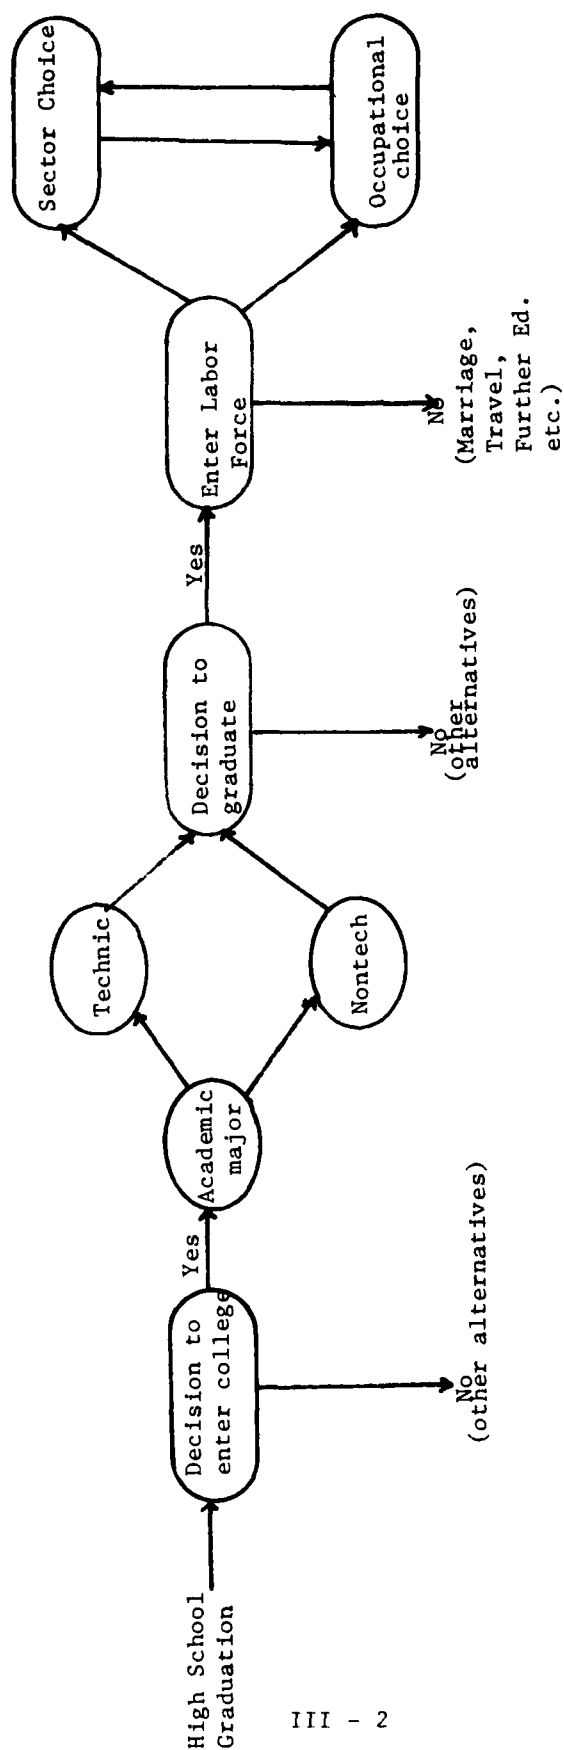 High School
Graduation
Decision to
enter college
Yes
No
(other alternatives)
Academic
major
Technic
Nontech
Decision to
graduate
Yes
No
(other
alternatives)
Enter Labor
Force
No
(Marriage,
Travel,
Further Ed.
etc.)
Sector Choice
Occupational
choice
III - 2